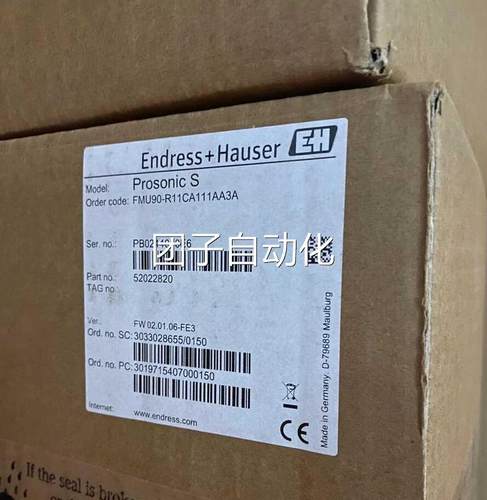 Endress+Hauser EH
Model: Prosonic S
Order code: FMU90-R11CA111AA3A
Ser. no.:
团子自动化
Part no.: 52022820
TAG no.:
Ver.: FW 02.01.06-FE3
Ord. no. SC: 3033028655/0150
Ord. no. PC: 3019715407000150
Internet: www.endress.com
Made in Germany. D-79689 Maulburg
CE
If the seal is broke